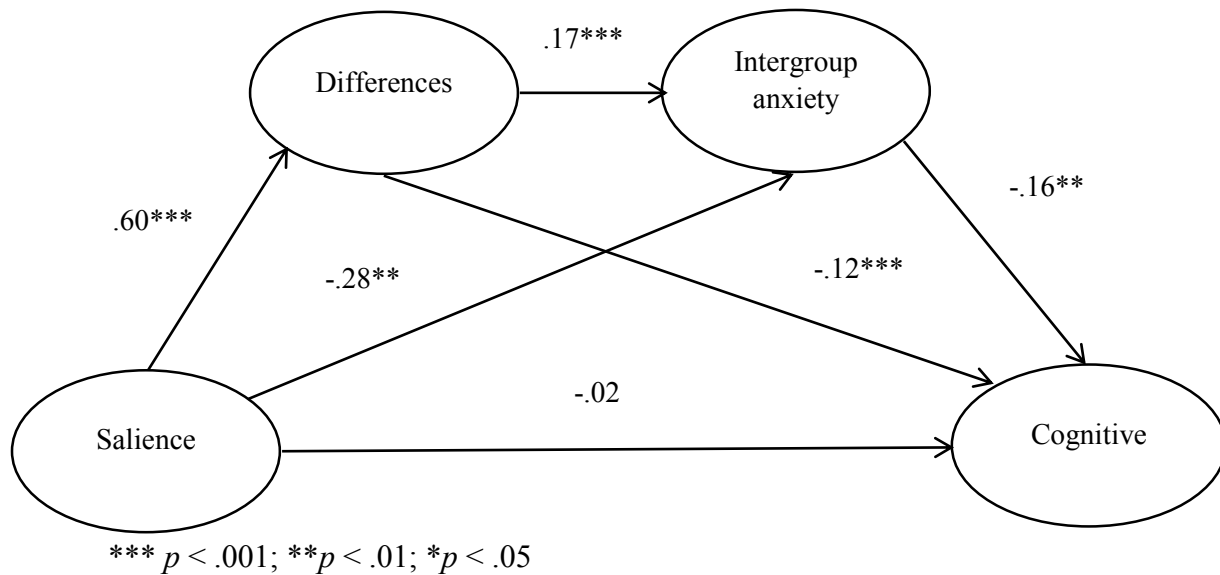 .17***
Differences
Intergroup
anxiety
.60***
-.16**
-.28**
-.12***
-.02
Salience
Cognitive
*** p < .001; **p < .01; *p < .05